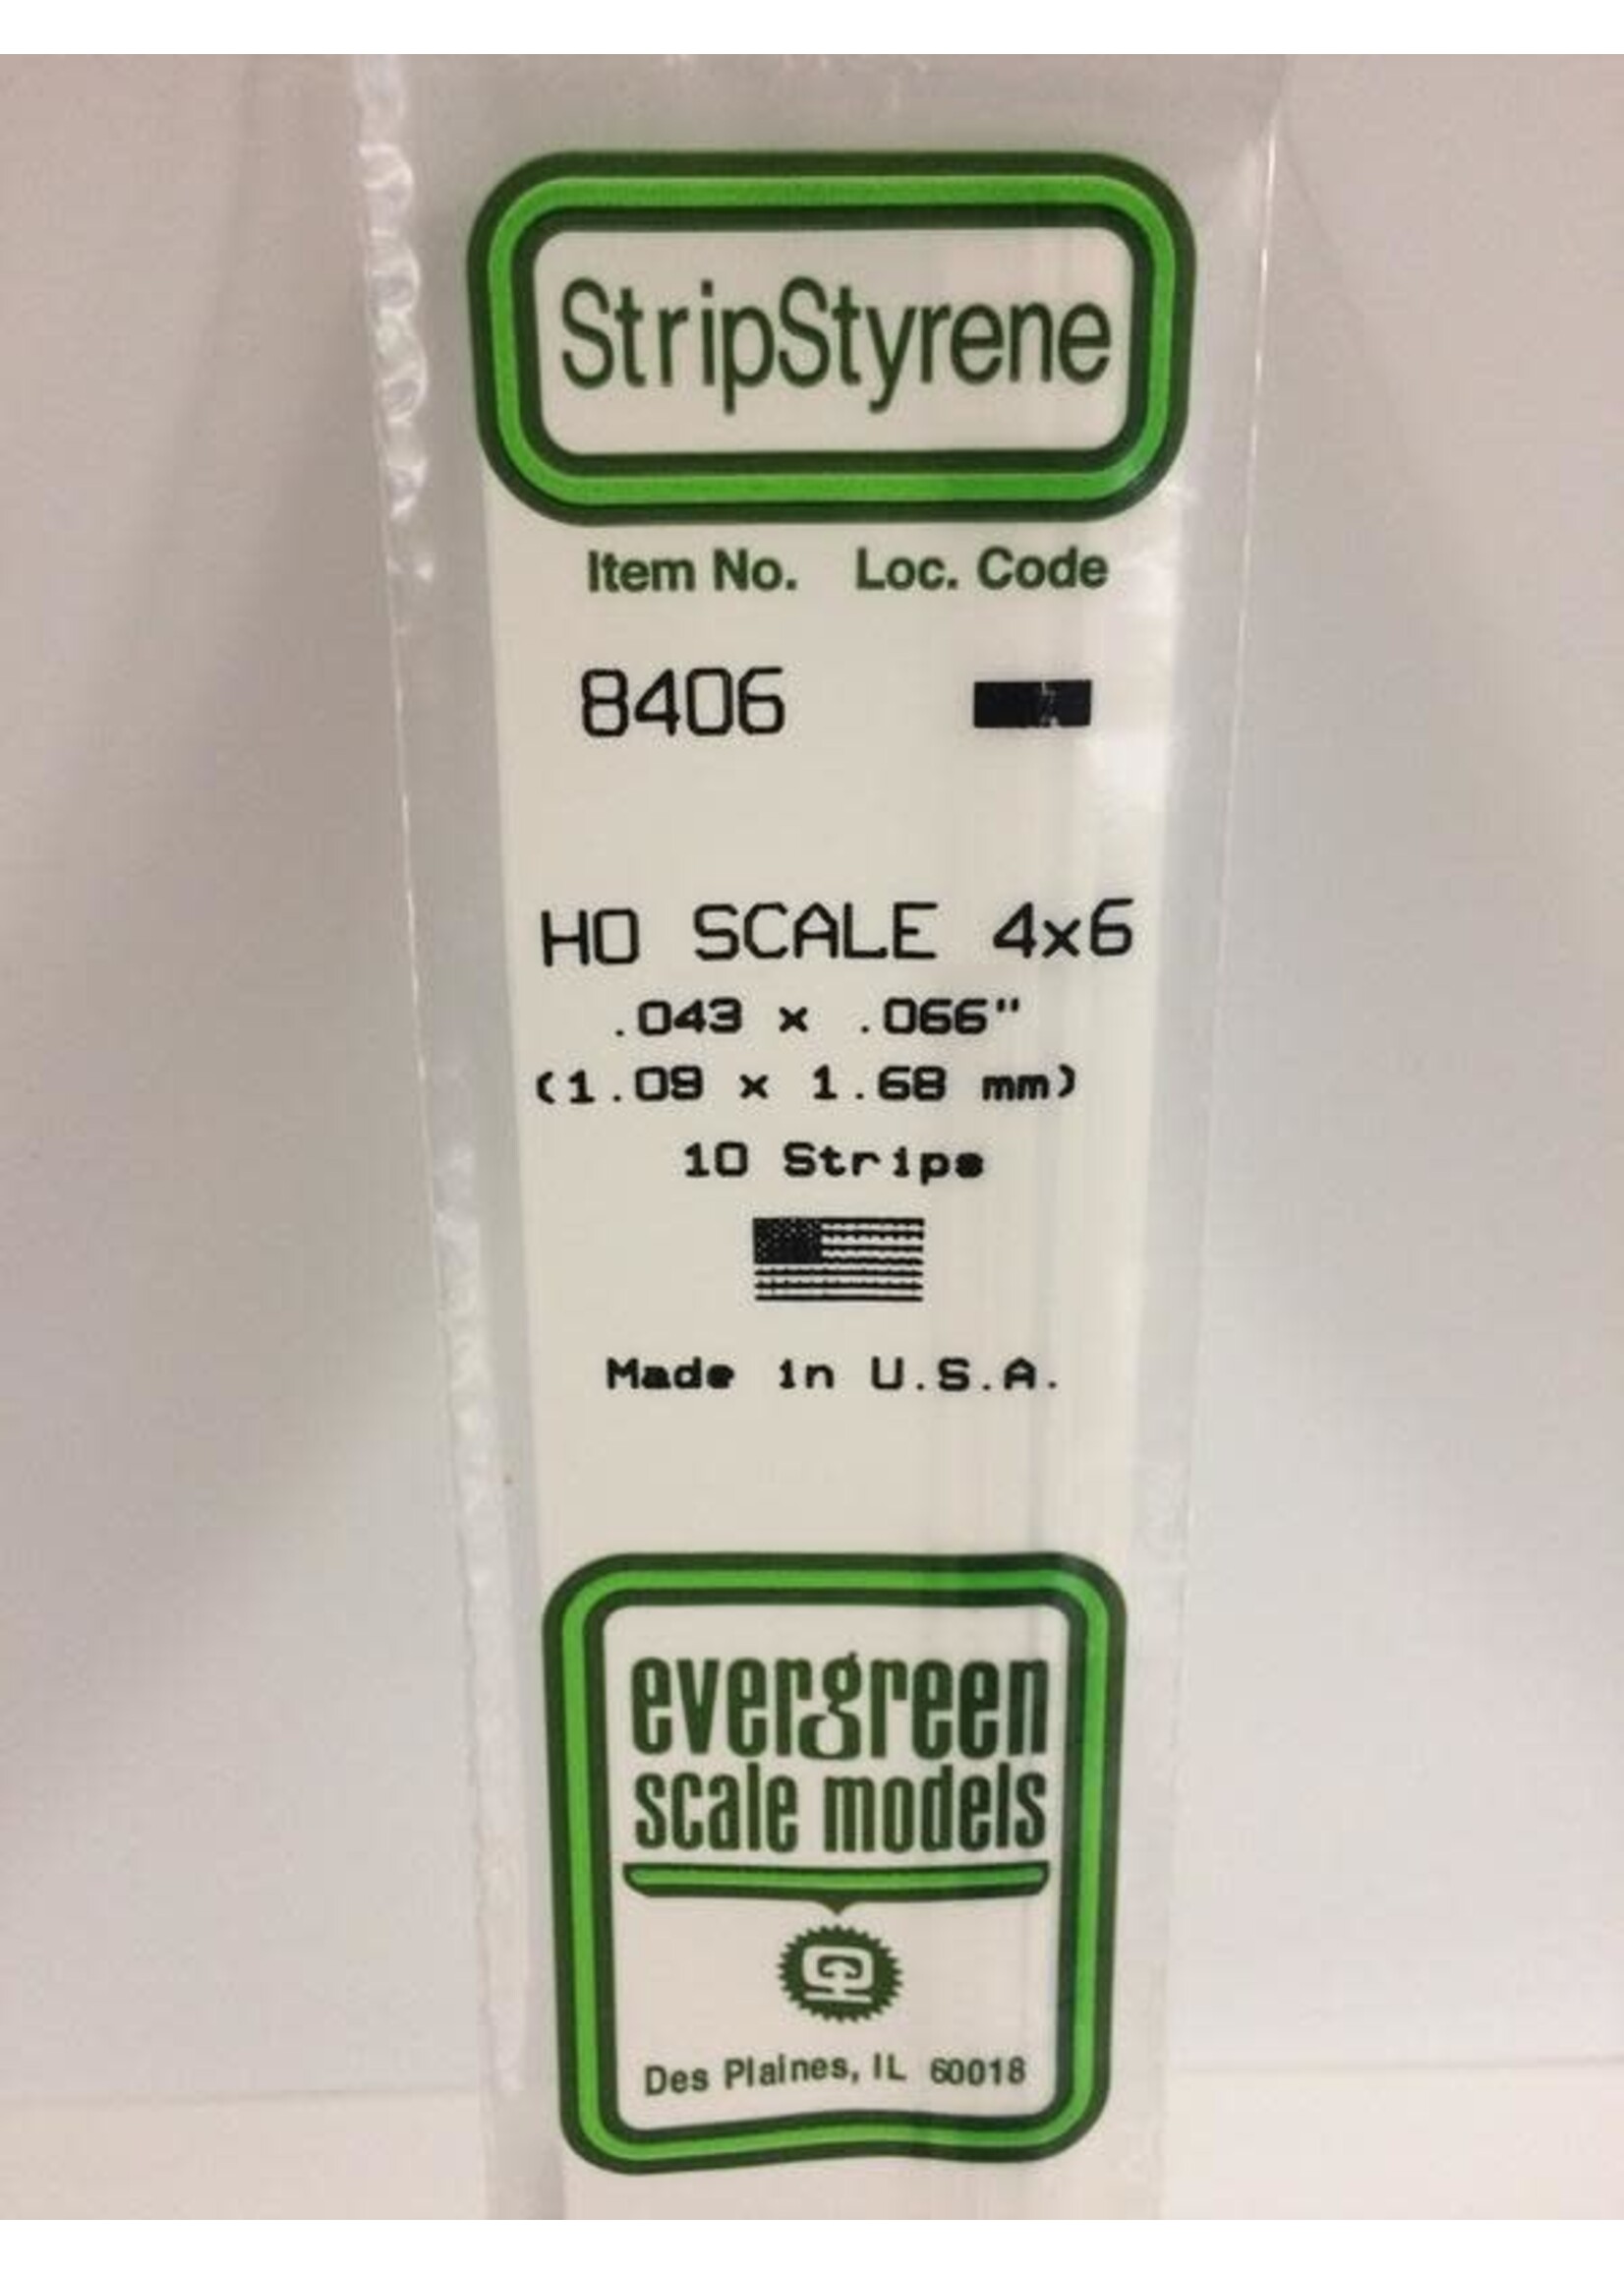 StripStyrene
Item No. Loc. Code
8406
HO SCALE 4x6
.043 x .066"
(1.09 x 1.68 mm)
10 Strips
Made in U.S.A.
evergreen
scale models
Des Plaines, IL 60018